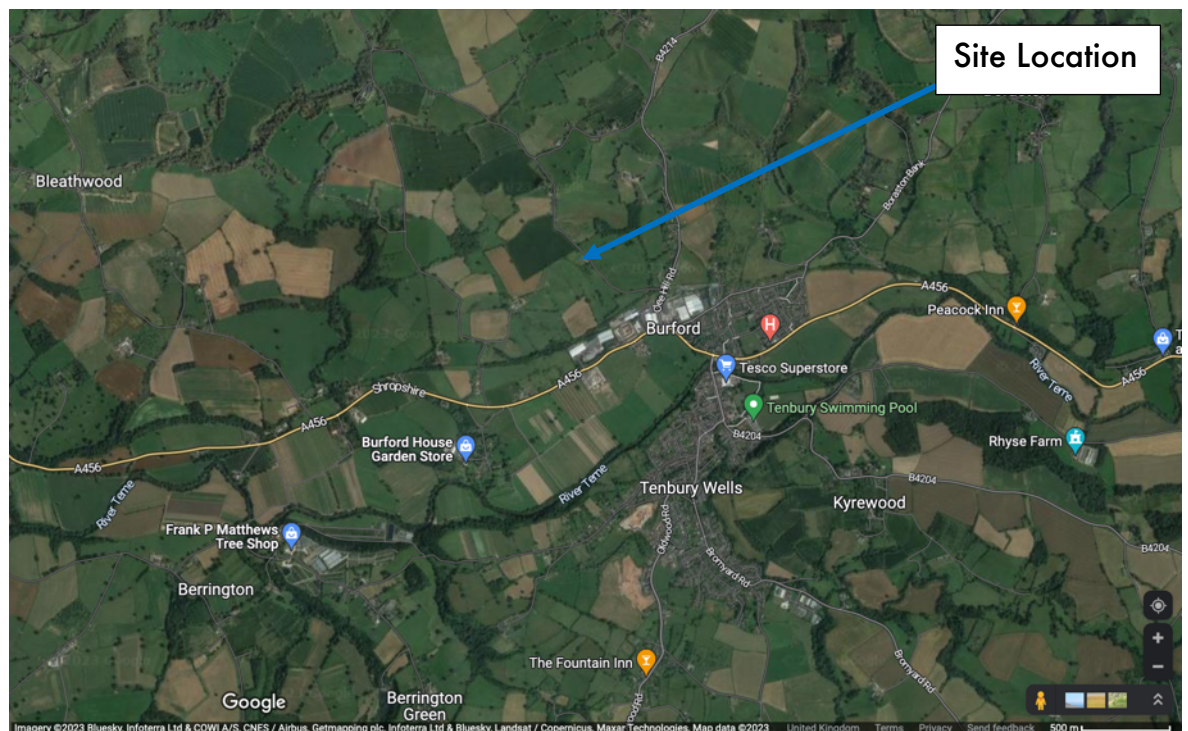 Site Location
B4214
Bleathwood
Boraston Bank
A456
Peacock Inn
Burford
Tesco Superstore
A456
Shropshire
A456
River Teme
A456
Tenbury Swimming Pool
B4204
Rhyse Farm
Burford House
Garden Store
A456
River Teme
River Teme
Tenbury Wells
B4204
Kyrewood
Frank P Matthews
Tree Shop
Oldwood Rd
Bromyard Rd
B4204
Berrington
The Fountain Inn
Bromyard Rd
Google
Berrington
Green
Imagery ©2023 Bluesky, Infoterra Ltd & COWI A/S, CNES / Airbus, Getmapping plc, Infoterra Ltd & Bluesky, Landsat / Copernicus, Maxar Technologies, Map data ©2023 United Kingdom Terms Privacy Send feedback 500 m